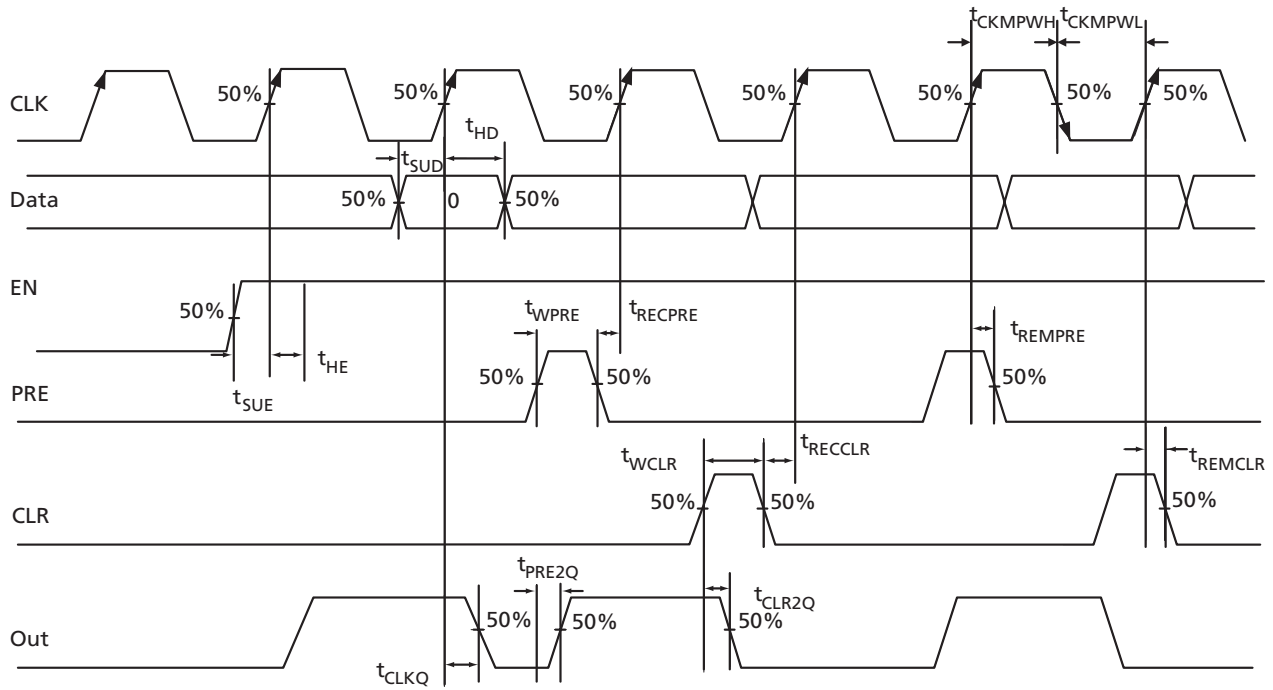 tCKMPWH tCKMPWL
CLK 50% 50% 50% 50% 50% 50% 50%
tHD
tSUD
Data 50% 0 50%
EN
50% tWPRE tRECPRE tREMPRE
tHE
PRE 50% 50% 50%
tSUE
tWCLR tRECCLR tREMCLR
CLR 50% 50% 50%
tPRE2Q
tCLR2Q
Out 50% 50% 50%
tCLKQ